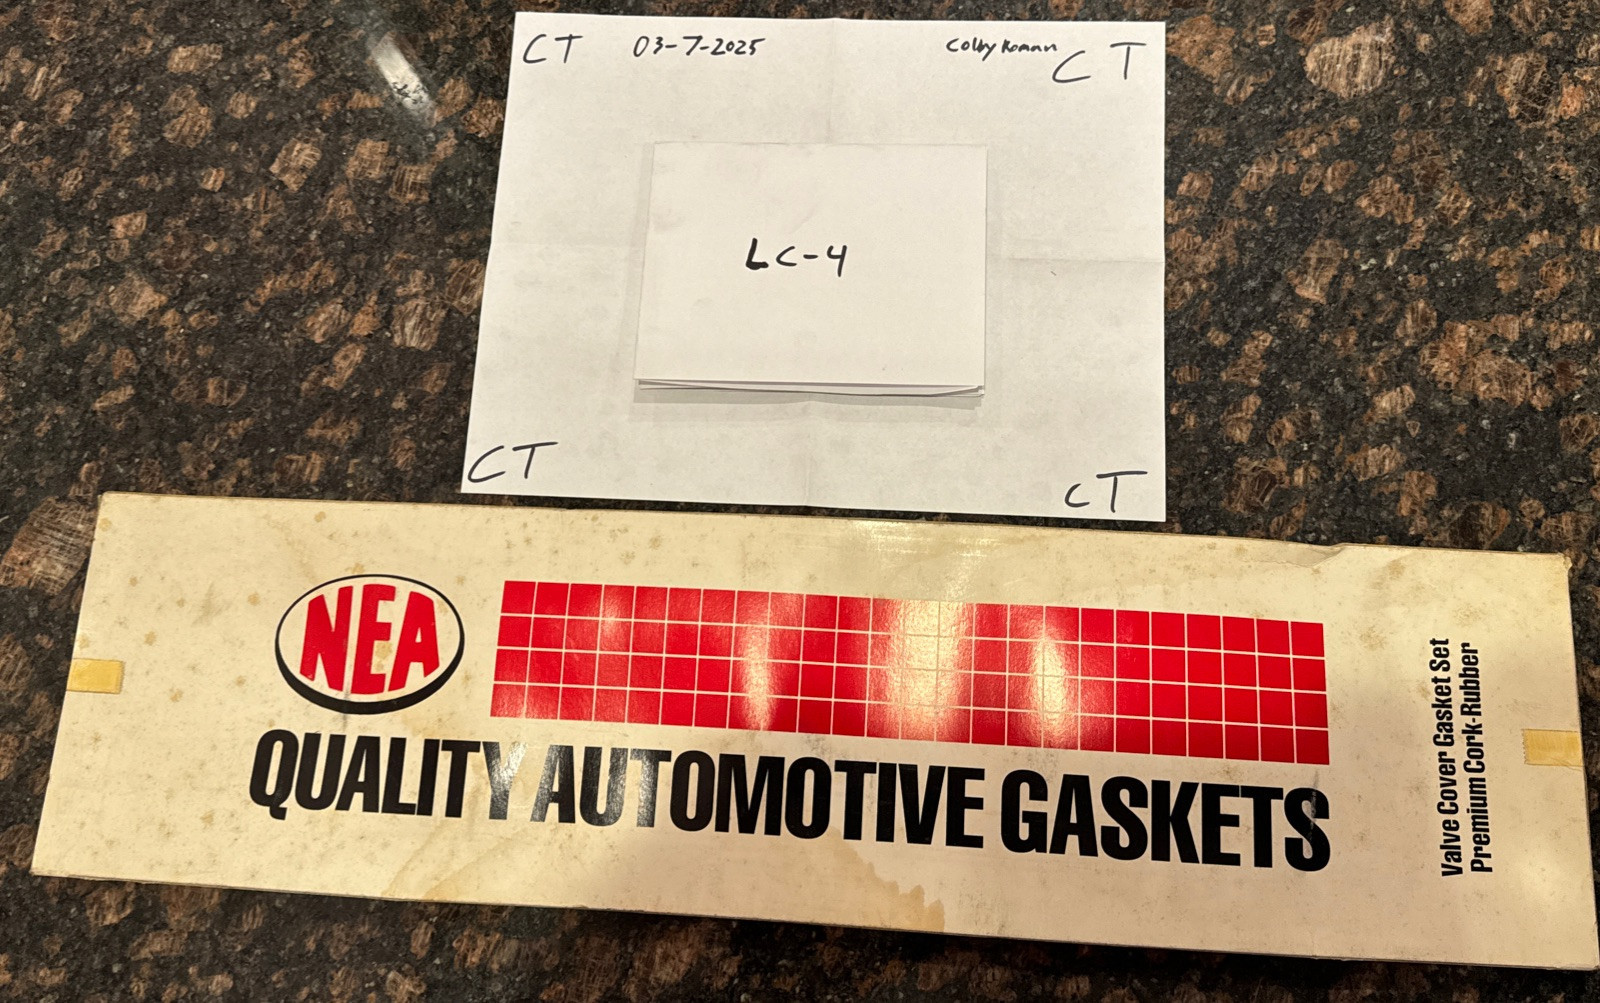 CT 03-7-2025 Colby Roman CT
LC-4
CT CT
NEA
QUALITY AUTOMOTIVE GASKETS
Valve Cover Gasket Set
Premium Cork-Rubber